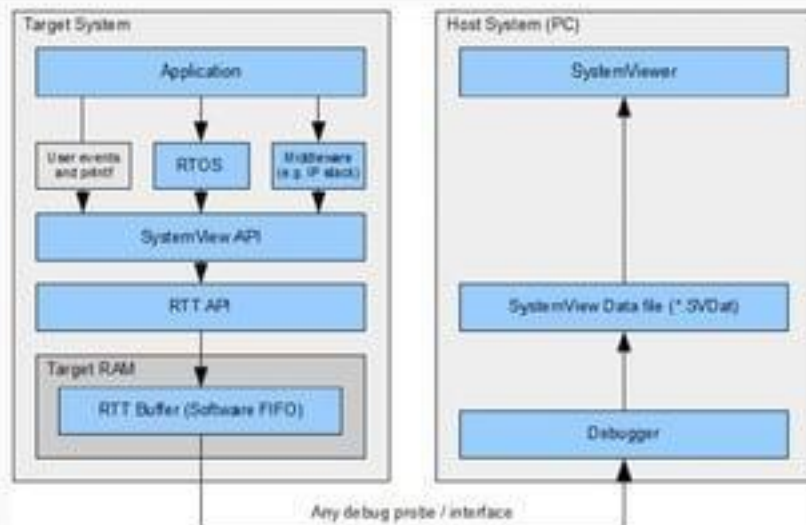 Target System
Application
User events
and printf
RTOS
Middleware
(e.g. IP stack)
SystemView API
RTT API
Target RAM
RTT Buffer (Software FIFO)
Host System (PC)
SystemViewer
SystemView Data file (*.SVDat)
Debugger
Any debug probe / interface